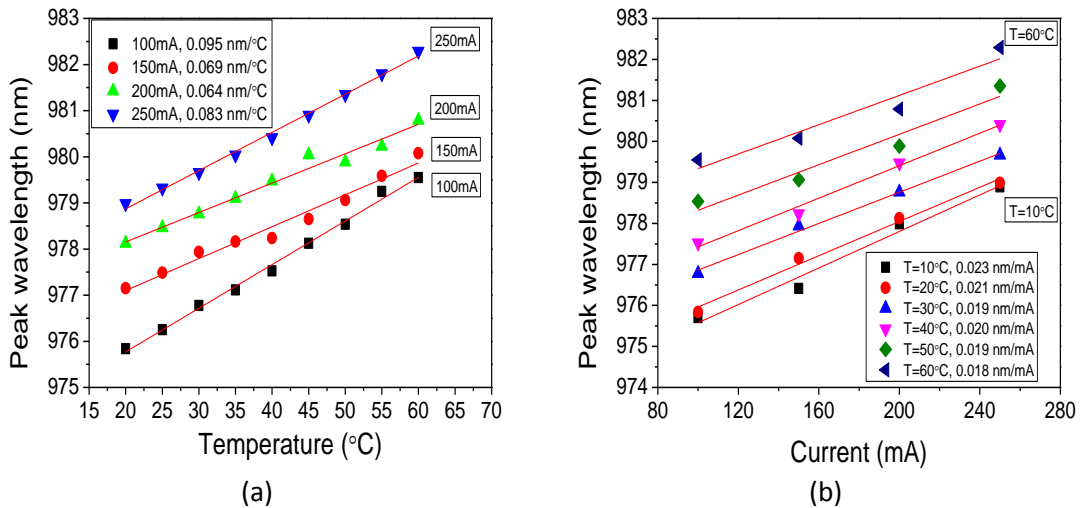 983
982
981
980
979
978
977
976
975
Peak wavelength (nm)
100mA, 0.095 nm/°C
150mA, 0.069 nm/°C
200mA, 0.064 nm/°C
250mA, 0.083 nm/°C
250mA
200mA
150mA
100mA
15 20 25 30 35 40 45 50 55 60 65 70
Temperature (°C)
(a)
983
982
981
980
979
978
977
976
975
974
Peak wavelength (nm)
T=60°C
T=10°C
T=10°C, 0.023 nm/mA
T=20°C, 0.021 nm/mA
T=30°C, 0.019 nm/mA
T=40°C, 0.020 nm/mA
T=50°C, 0.019 nm/mA
T=60°C, 0.018 nm/mA
80 120 160 200 240 280
Current (mA)
(b)